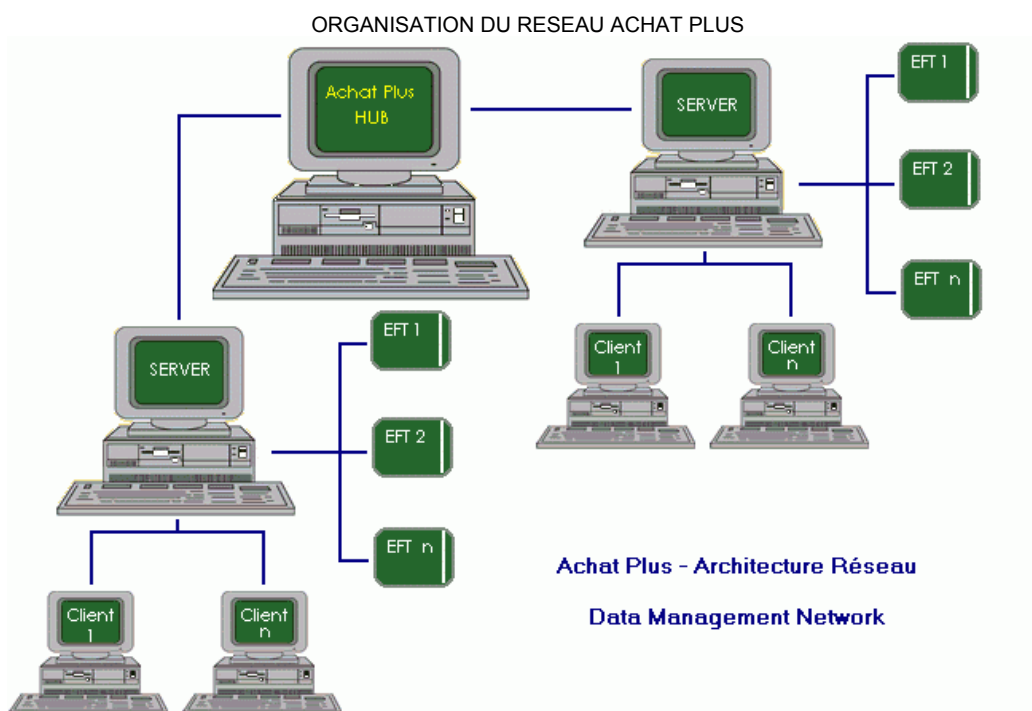 ORGANISATION DU RESEAU ACHAT PLUS
Achat Plus
HUB
SERVER
EFT 1
EFT 2
EFT n
Client
1
Client
n
SERVER
EFT 1
EFT 2
EFT n
Client
1
Client
n
Achat Plus - Architecture Réseau
Data Management Network